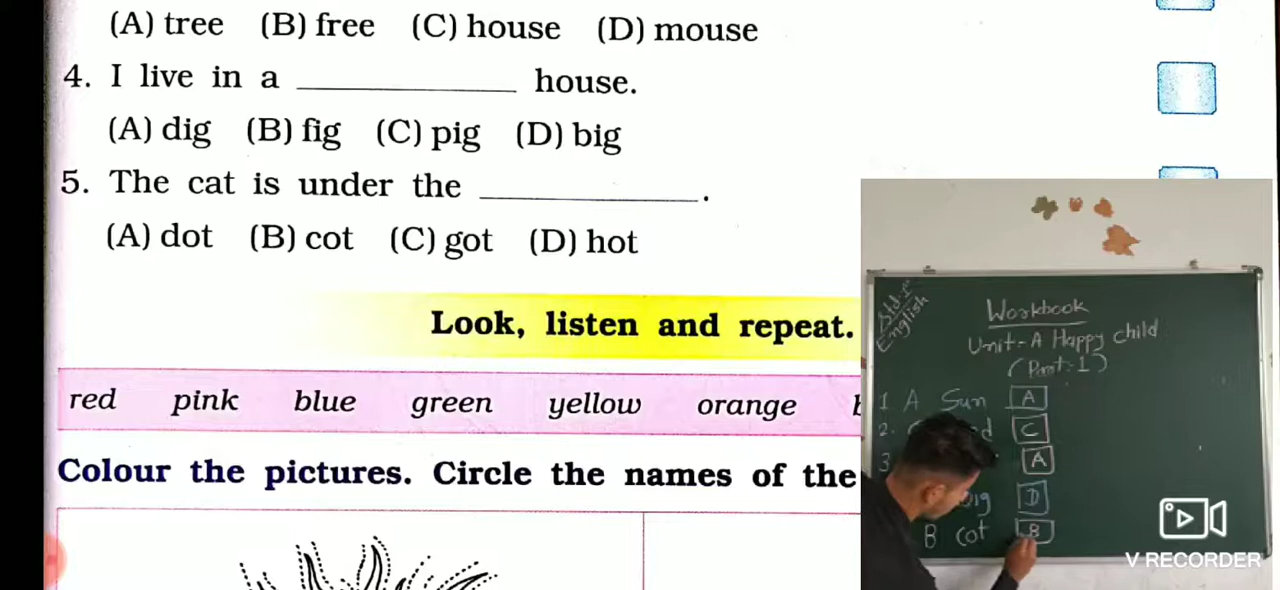 (A) tree (B) free (C) house (D) mouse
4. I live in a ____________ house.
(A) dig (B) fig (C) pig (D) big
5. The cat is under the ____________.
(A) dot (B) cot (C) got (D) hot
Look, listen and repeat.
red pink blue green yellow orange
Colour the pictures. Circle the names of the
Std-1st
English
Workbook
Unit-A Happy child
(Part-1)
1 A Sun A
2. C
3 A
D
B cot B
V RECORDER